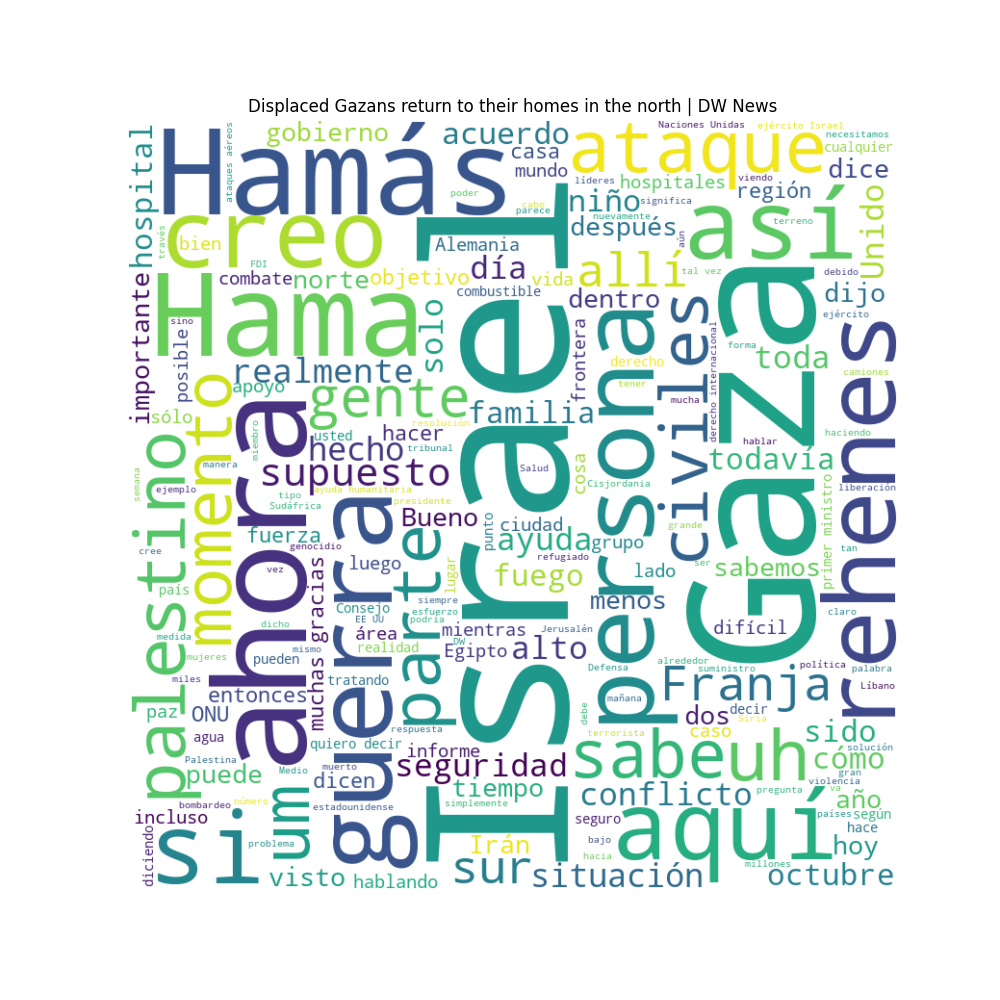 Displaced Gazans return to their homes in the north | DW News
Hamás
Israel
Gaza
Hama
ahora
creo
ataque
así
aquí
rehenes
guerra
persona
palestino
momento
civiles
gente
si
sabe
uh
um
parte
allí
Franja
supuesto
seguridad
conflicto
situación
sur
hospital
gobierno
acuerdo
casa
mundo
Naciones Unidas
ejército Israel
necesitamos
cualquier
dice
ataques aéreos
líderes
hospitales
viendo
región
poder
significa
cabo
parece
niño
nuevamente
después
terreno
Unido
través
bien
FDI
Alemania
día
aún
tal vez
debido
combate
norte
objetivo
vida
combustible
dentro
dijo
ejército
importante
sino
posible
solo
frontera
derecho
derecho internacional
forma
toda
realmente
apoyo
tener
camiones
mucha
sólo
familia
resolución
miembro
usted
hacer
hecho
tribunal
hablar
haciendo
todavía
manera
Salud
cosa
Cisjordania
semana
ejemplo
tipo
Sudáfrica
ayuda humanitaria
presidente
primer ministro
liberación
Bueno
punto
ciudad
grande
fuerza
ayuda
grupo
tan
cree
genocidio
refugiado
vez
luego
lugar
fuego
lado
ser
sabemos
país
muchas gracias
siempre
menos
claro
Consejo
EE UU
esfuerzo
podría
medida
dicho
área
mientras
Jerusalén
difícil
mujeres
mismo
realidad
DW
Egipto
alto
pueden
alrededor
suministro
política
palabra
miles
entonces
tratando
Defensa
mañana
Líbano
paz
ONU
respuesta
debe
dos
decir
Siria
agua
quiero decir
terrorista
caso
sido
Palestina
informe
solución
puede
Medio
muerto
dicen
cómo
gran
violencia
tiempo
pregunta
va
bombardeo
número
estadounidense
simplemente
año
incluso
seguro
países
según
problema
Irán
bajo
hace
hoy
diciendo
visto
hablando
hacia
millones
octubre